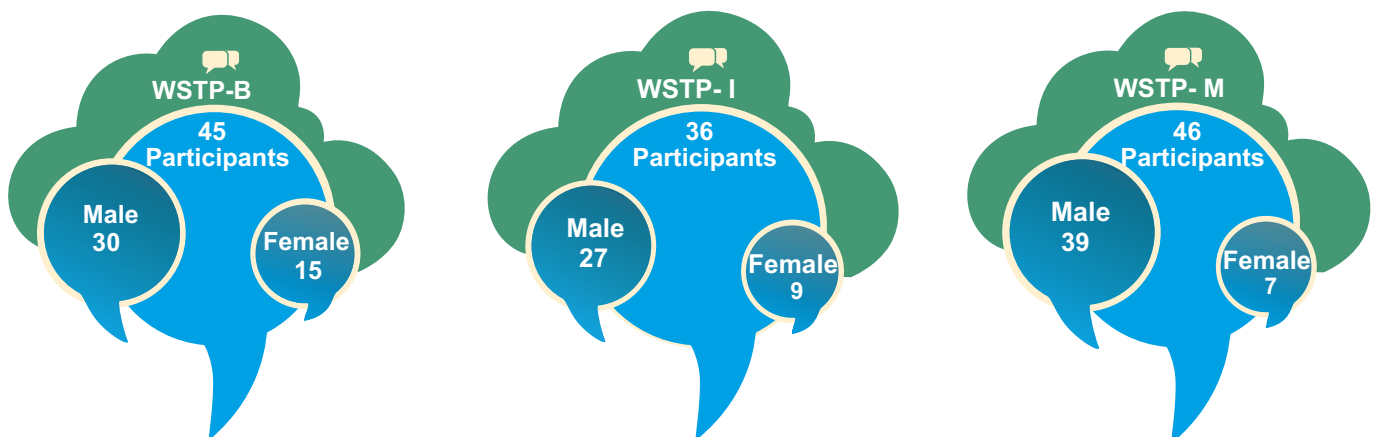 WSTP-B
45
Participants
Male
30
Female
15
WSTP- I
36
Participants
Male
27
Female
9
WSTP- M
46
Participants
Male
39
Female
7